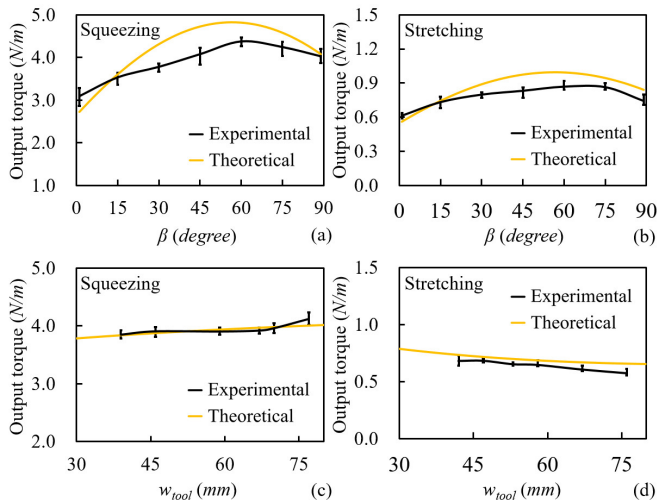 Squeezing
Output torque (N/m)
5.0
4.0
3.0
2.0
1.0
Experimental
Theoretical
0 15 30 45 60 75 90
β (degree)
(a)
Stretching
Output torque (N/m)
1.5
1.2
0.9
0.6
0.3
0.0
Experimental
Theoretical
0 15 30 45 60 75 90
β (degree)
(b)
Squeezing
Output torque (N/m)
5.0
4.0
3.0
2.0
Experimental
Theoretical
30 45 60 75
w_tool (mm)
(c)
Stretching
Output torque (N/m)
1.5
1.0
0.5
0.0
Experimental
Theoretical
30 45 60 75
w_tool (mm)
(d)